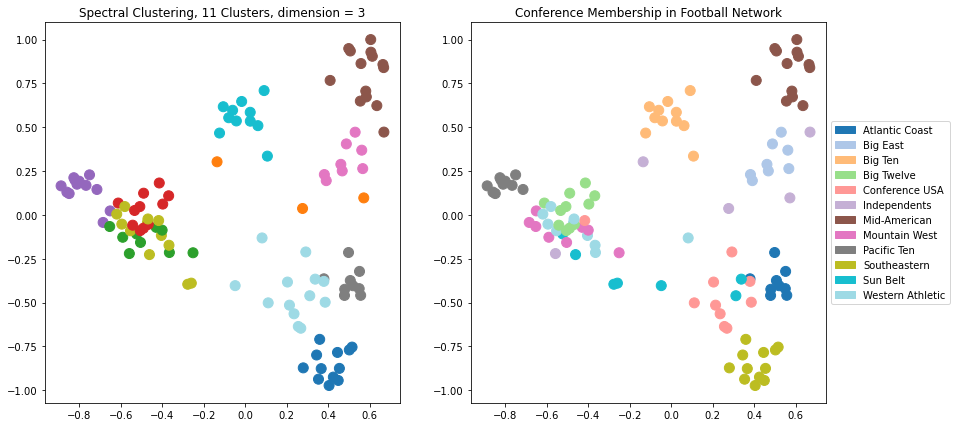 Spectral Clustering, 11 Clusters, dimension = 3
1.00
0.75
0.50
0.25
0.00
−0.25
−0.50
−0.75
−1.00
−0.8 −0.6 −0.4 −0.2 0.0 0.2 0.4 0.6
Conference Membership in Football Network
1.00
0.75
0.50
0.25
0.00
−0.25
−0.50
−0.75
−1.00
−0.8 −0.6 −0.4 −0.2 0.0 0.2 0.4 0.6
Atlantic Coast
Big East
Big Ten
Big Twelve
Conference USA
Independents
Mid-American
Mountain West
Pacific Ten
Southeastern
Sun Belt
Western Athletic